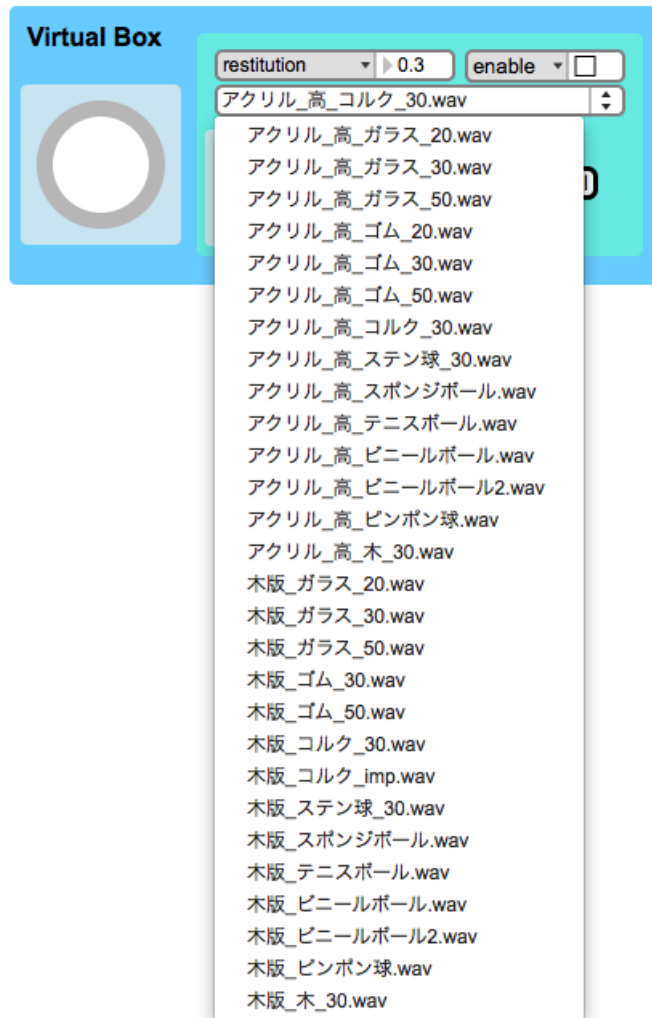 Virtual Box
restitution 0.3 enable
アクリル_高_コルク_30.wav
アクリル_高_ガラス_20.wav
アクリル_高_ガラス_30.wav
アクリル_高_ガラス_50.wav
アクリル_高_ゴム_20.wav
アクリル_高_ゴム_30.wav
アクリル_高_ゴム_50.wav
アクリル_高_コルク_30.wav
アクリル_高_ステン球_30.wav
アクリル_高_スポンジボール.wav
アクリル_高_テニスボール.wav
アクリル_高_ビニールボール.wav
アクリル_高_ビニールボール2.wav
アクリル_高_ピンポン球.wav
アクリル_高_木_30.wav
木版_ガラス_20.wav
木版_ガラス_30.wav
木版_ガラス_50.wav
木版_ゴム_30.wav
木版_ゴム_50.wav
木版_コルク_30.wav
木版_コルク_imp.wav
木版_ステン球_30.wav
木版_スポンジボール.wav
木版_テニスボール.wav
木版_ビニールボール.wav
木版_ビニールボール2.wav
木版_ピンポン球.wav
木版_木_30.wav